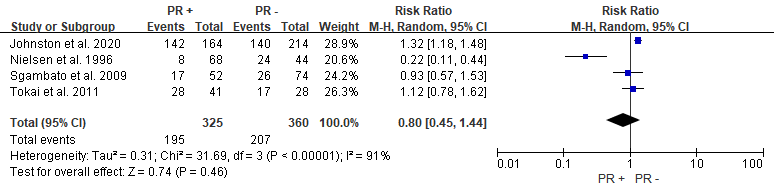 PR + PR - Risk Ratio Risk Ratio
Study or Subgroup Events Total Events Total Weight M-H, Random, 95% CI M-H, Random, 95% CI
Johnston et al. 2020 142 164 140 214 28.9% 1.32 [1.18, 1.48]
Nielsen et al. 1996 8 68 24 44 20.6% 0.22 [0.11, 0.44]
Sgambato et al. 2009 17 52 26 74 24.2% 0.93 [0.57, 1.53]
Tokai et al. 2011 28 41 17 28 26.3% 1.12 [0.78, 1.62]
Total (95% CI) 325 360 100.0% 0.80 [0.45, 1.44]
Total events 195 207
Heterogeneity: Tau² = 0.31; Chi² = 31.69, df = 3 (P < 0.00001); I² = 91%
Test for overall effect: Z = 0.74 (P = 0.46)
0.01 0.1 1 10 100
PR + PR -